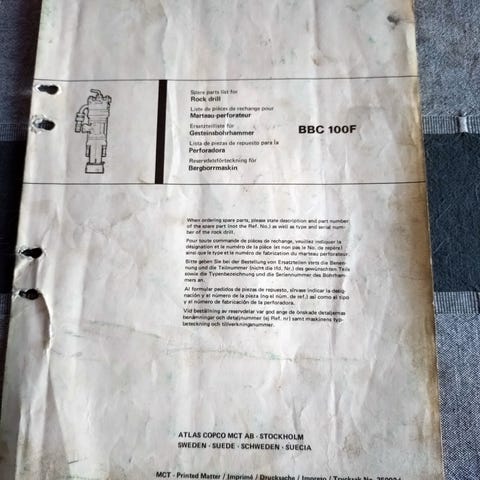 Spare parts list for
Rock drill
Liste de pièces de rechange pour
Marteau-perforateur
Ersatzteilliste für
Gesteinsbohrhammer
BBC 100F
Lista de piezas de repuesto para la
Perforadora
Reservdelsförteckning för
Bergborrmaskin
When ordering spare parts, please state description and part number
of the spare part (not the Ref. No.) as well as type and serial num-
ber of the rock drill.
Pour toute commande de pièces de rechange, veuillez indiquer la
désignation et le numéro de la pièce (et non pas le No. de repère)
ainsi que le type et le numéro de fabrication du marteau perforateur.
Bitte geben Sie bei der Bestellung von Ersatzteilen stets die Benen-
nung und die Teilnummer (nicht die lfd. Nr.) des gewünschten Teils
sowie die Typenbezeichnung und die Seriennummer des Bohrham-
mers an.
Al formular pedidos de piezas de repuesto, sírvase indicar la desig-
nación y el número de la pieza (no el núm. de ref.) así como el tipo
y el número de fabricación de la perforadora.
Vid beställning av reservdelar var god ange de önskade detaljernas
benämningar och detaljnummer (ej Ref. nr) samt maskinens typ-
beteckning och tillverkningsnummer.
ATLAS COPCO MCT AB - STOCKHOLM
SWEDEN - SUEDE - SCHWEDEN - SUECIA
MCT - Printed Matter / Imprimé / Drucksache / Impreso / Trycksak No.